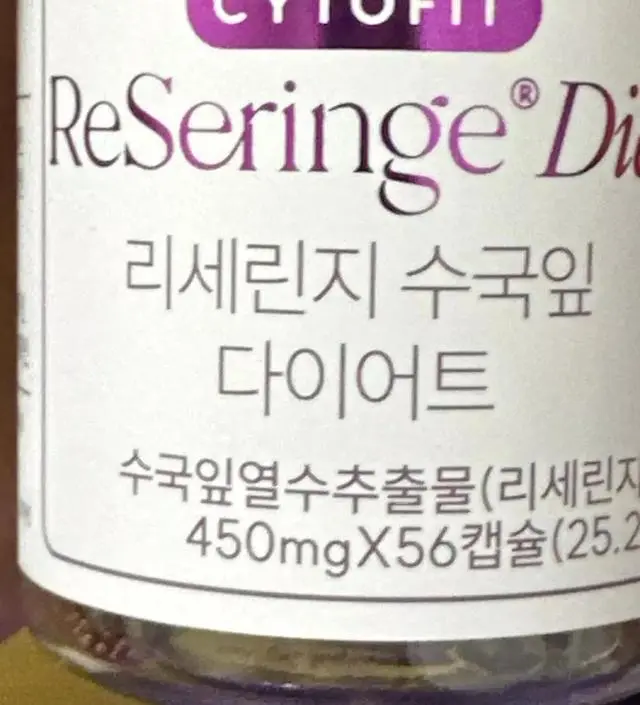 CYTOFIT
ReSeringe® Di
리세린지 수국잎
다이어트
수국잎열수추출물(리세린지
450mgX56캡슐(25.2